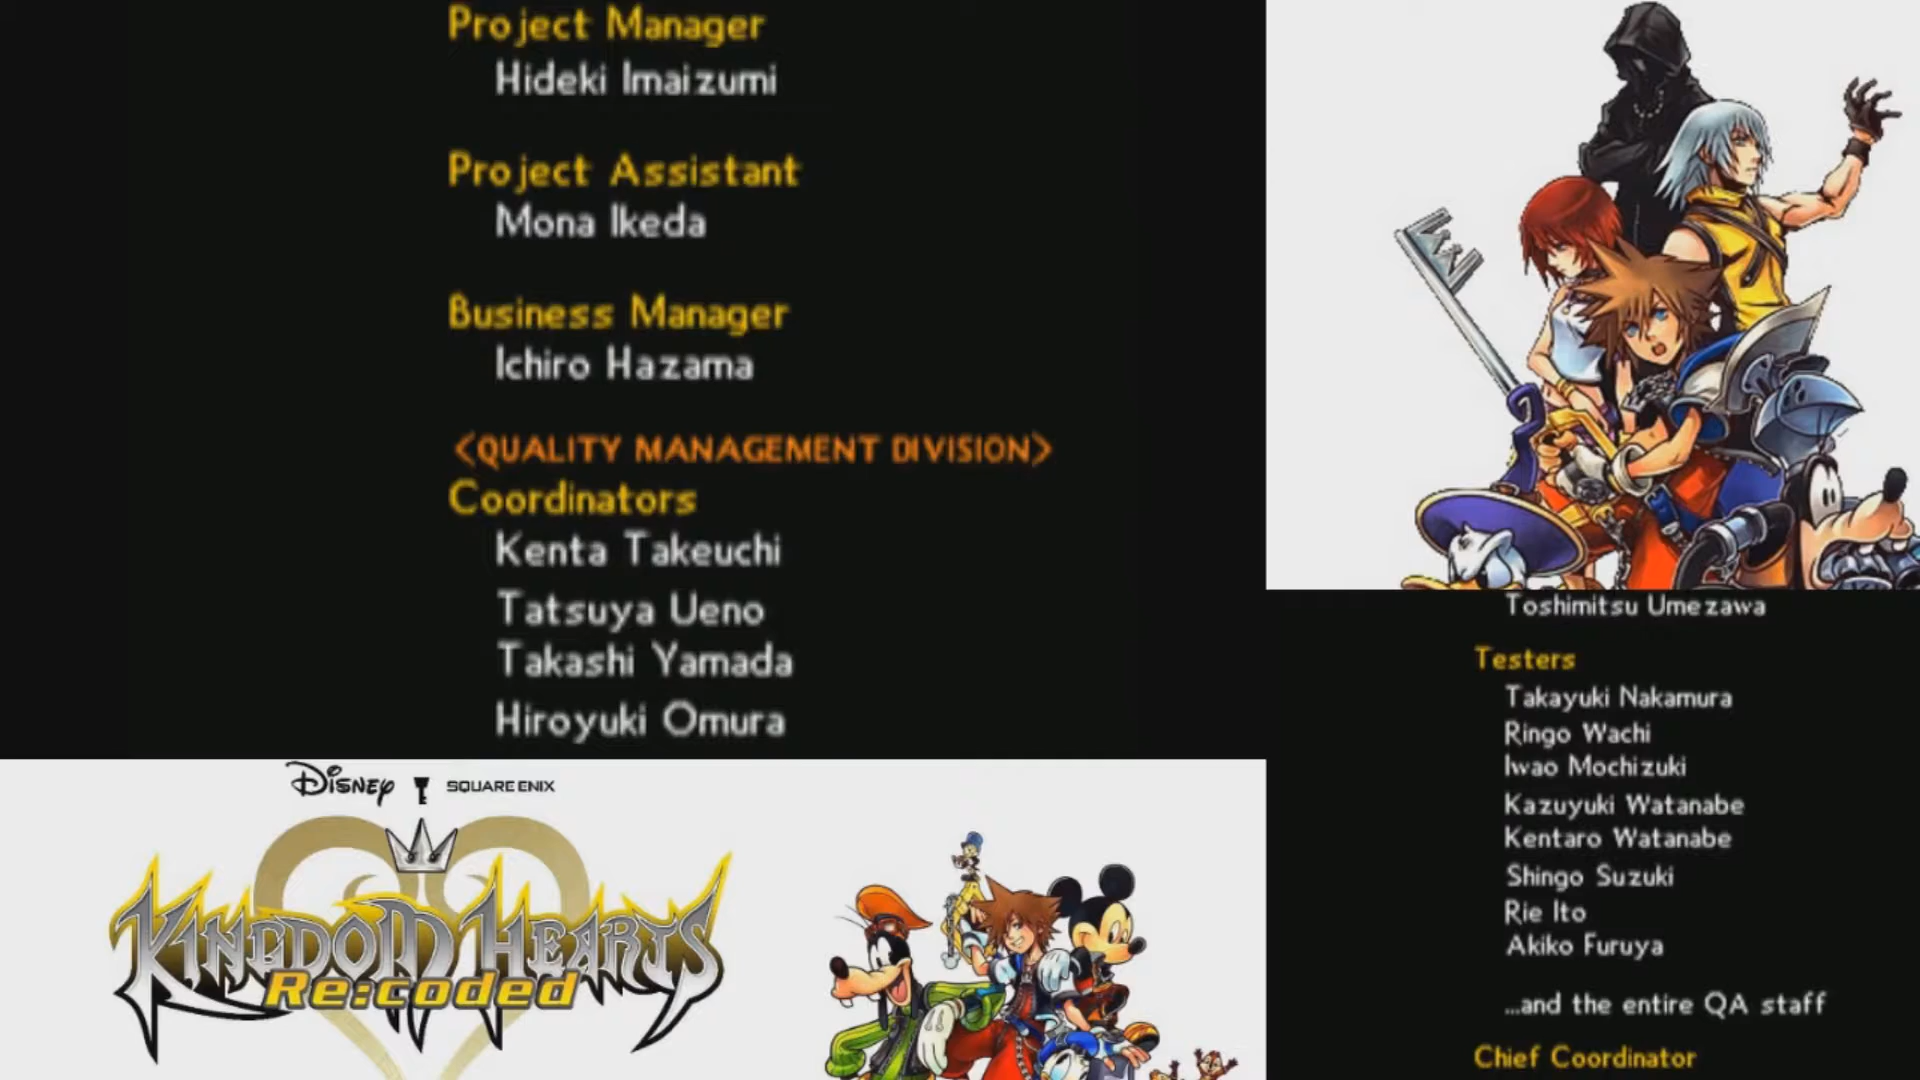 Project Manager
Hideki Imaizumi
Project Assistant
Mona Ikeda
Business Manager
Ichiro Hazama
<QUALITY MANAGEMENT DIVISION>
Coordinators
Kenta Takeuchi
Tatsuya Ueno
Takashi Yamada
Hiroyuki Omura
Disney SQUARE ENIX
KINGDOM HEARTS
Re:coded
Toshimitsu Umezawa
Testers
Takayuki Nakamura
Ringo Wachi
Iwao Mochizuki
Kazuyuki Watanabe
Kentaro Watanabe
Shingo Suzuki
Rie Ito
Akiko Furuya
...and the entire QA staff
Chief Coordinator